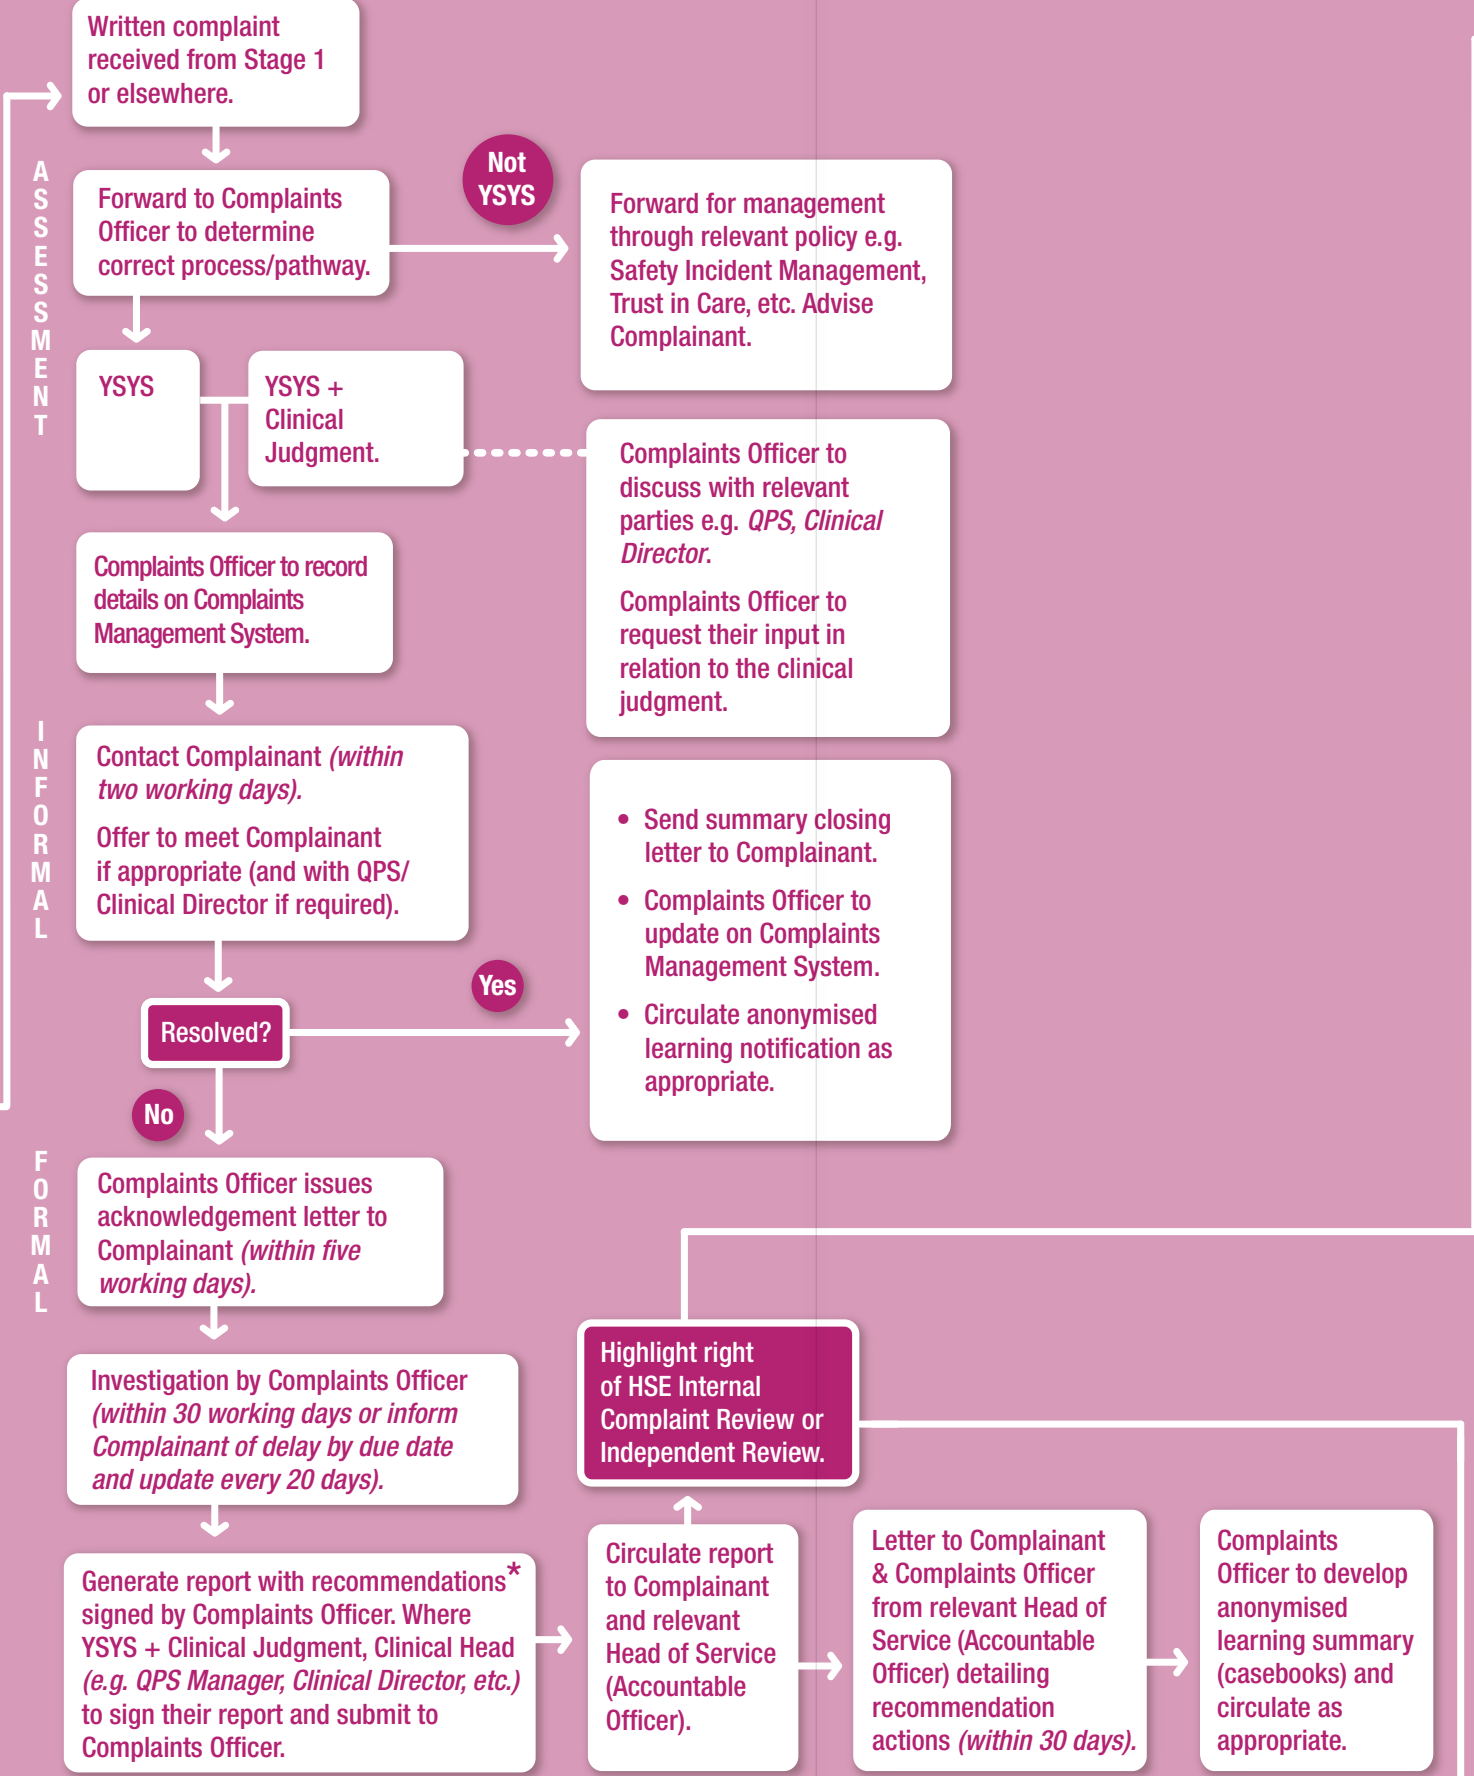 Written complaint
received from Stage 1
or elsewhere.
ASSESSMENT
Forward to Complaints
Officer to determine
correct process/pathway.
Not
YSYS
Forward for management
through relevant policy e.g.
Safety Incident Management,
Trust in Care, etc. Advise
Complainant.
YSYS
YSYS +
Clinical
Judgment.
Complaints Officer to
discuss with relevant
parties e.g. QPS, Clinical
Director.
Complaints Officer to
request their input in
relation to the clinical
judgment.
Complaints Officer to record
details on Complaints
Management System.
INFORMAL
Contact Complainant (within
two working days).
Offer to meet Complainant
if appropriate (and with QPS/
Clinical Director if required).
Resolved?
Yes
• Send summary closing
letter to Complainant.
• Complaints Officer to
update on Complaints
Management System.
• Circulate anonymised
learning notification as
appropriate.
No
FORMAL
Complaints Officer issues
acknowledgement letter to
Complainant (within five
working days).
Investigation by Complaints Officer
(within 30 working days or inform
Complainant of delay by due date
and update every 20 days).
Generate report with recommendations*
signed by Complaints Officer. Where
YSYS + Clinical Judgment, Clinical Head
(e.g. QPS Manager, Clinical Director, etc.)
to sign their report and submit to
Complaints Officer.
Circulate report
to Complainant
and relevant
Head of Service
(Accountable
Officer).
Highlight right
of HSE Internal
Complaint Review or
Independent Review.
Letter to Complainant
& Complaints Officer
from relevant Head of
Service (Accountable
Officer) detailing
recommendation
actions (within 30 days).
Complaints
Officer to develop
anonymised
learning summary
(casebooks) and
circulate as
appropriate.